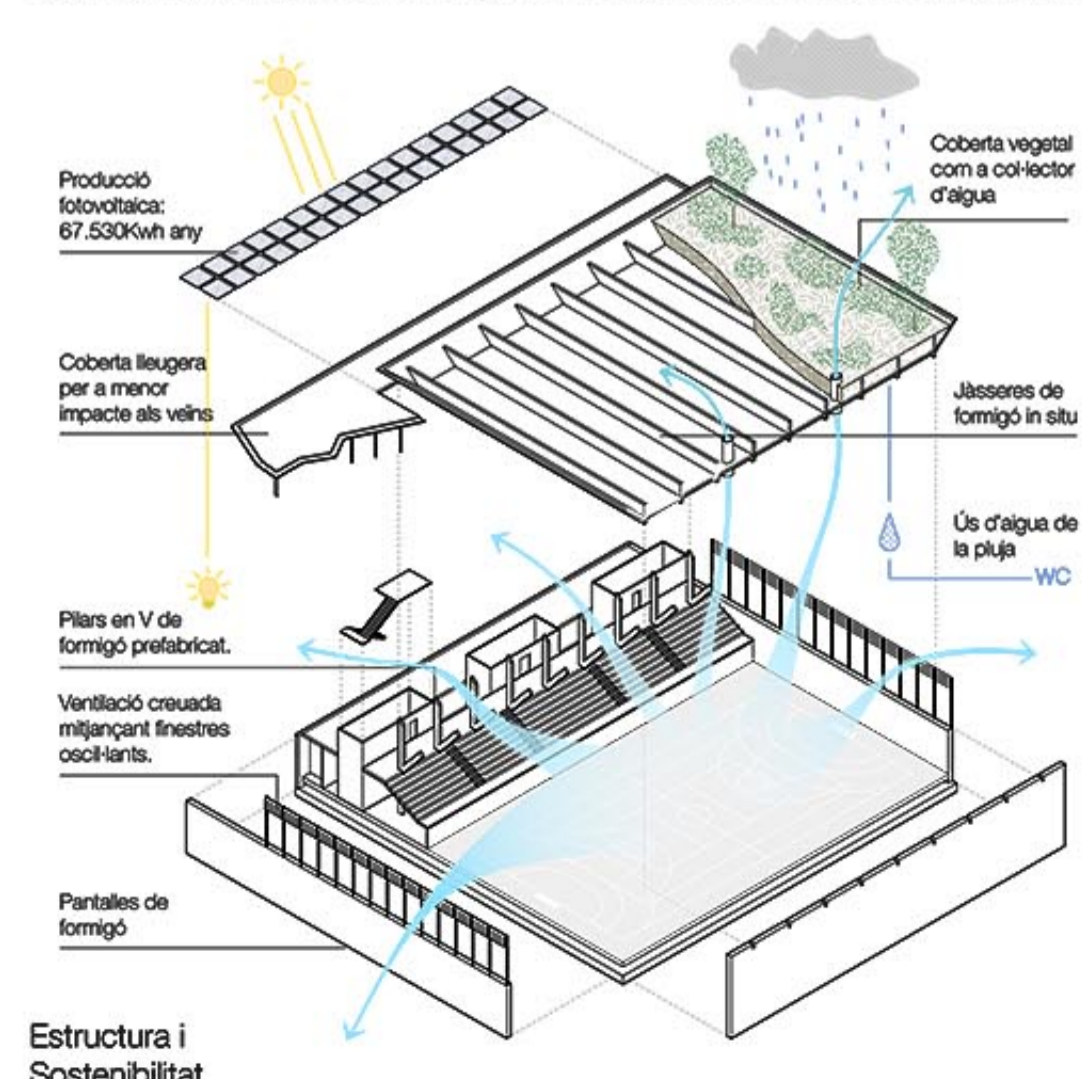 Producció
fotovoltaica:
67.530Kwh any
Coberta vegetal
com a col·lector
d'aigua
Coberta lleugera
per a menor
impacte als veïns
Jàsseres de
formigó in situ
Ús d'aigua de
la pluja
WC
Pilars en V de
formigó prefabricat.
Ventilació creuada
mitjançant finestres
oscil·lants.
Pantalles de
formigó
Estructura i
Sostenibilitat